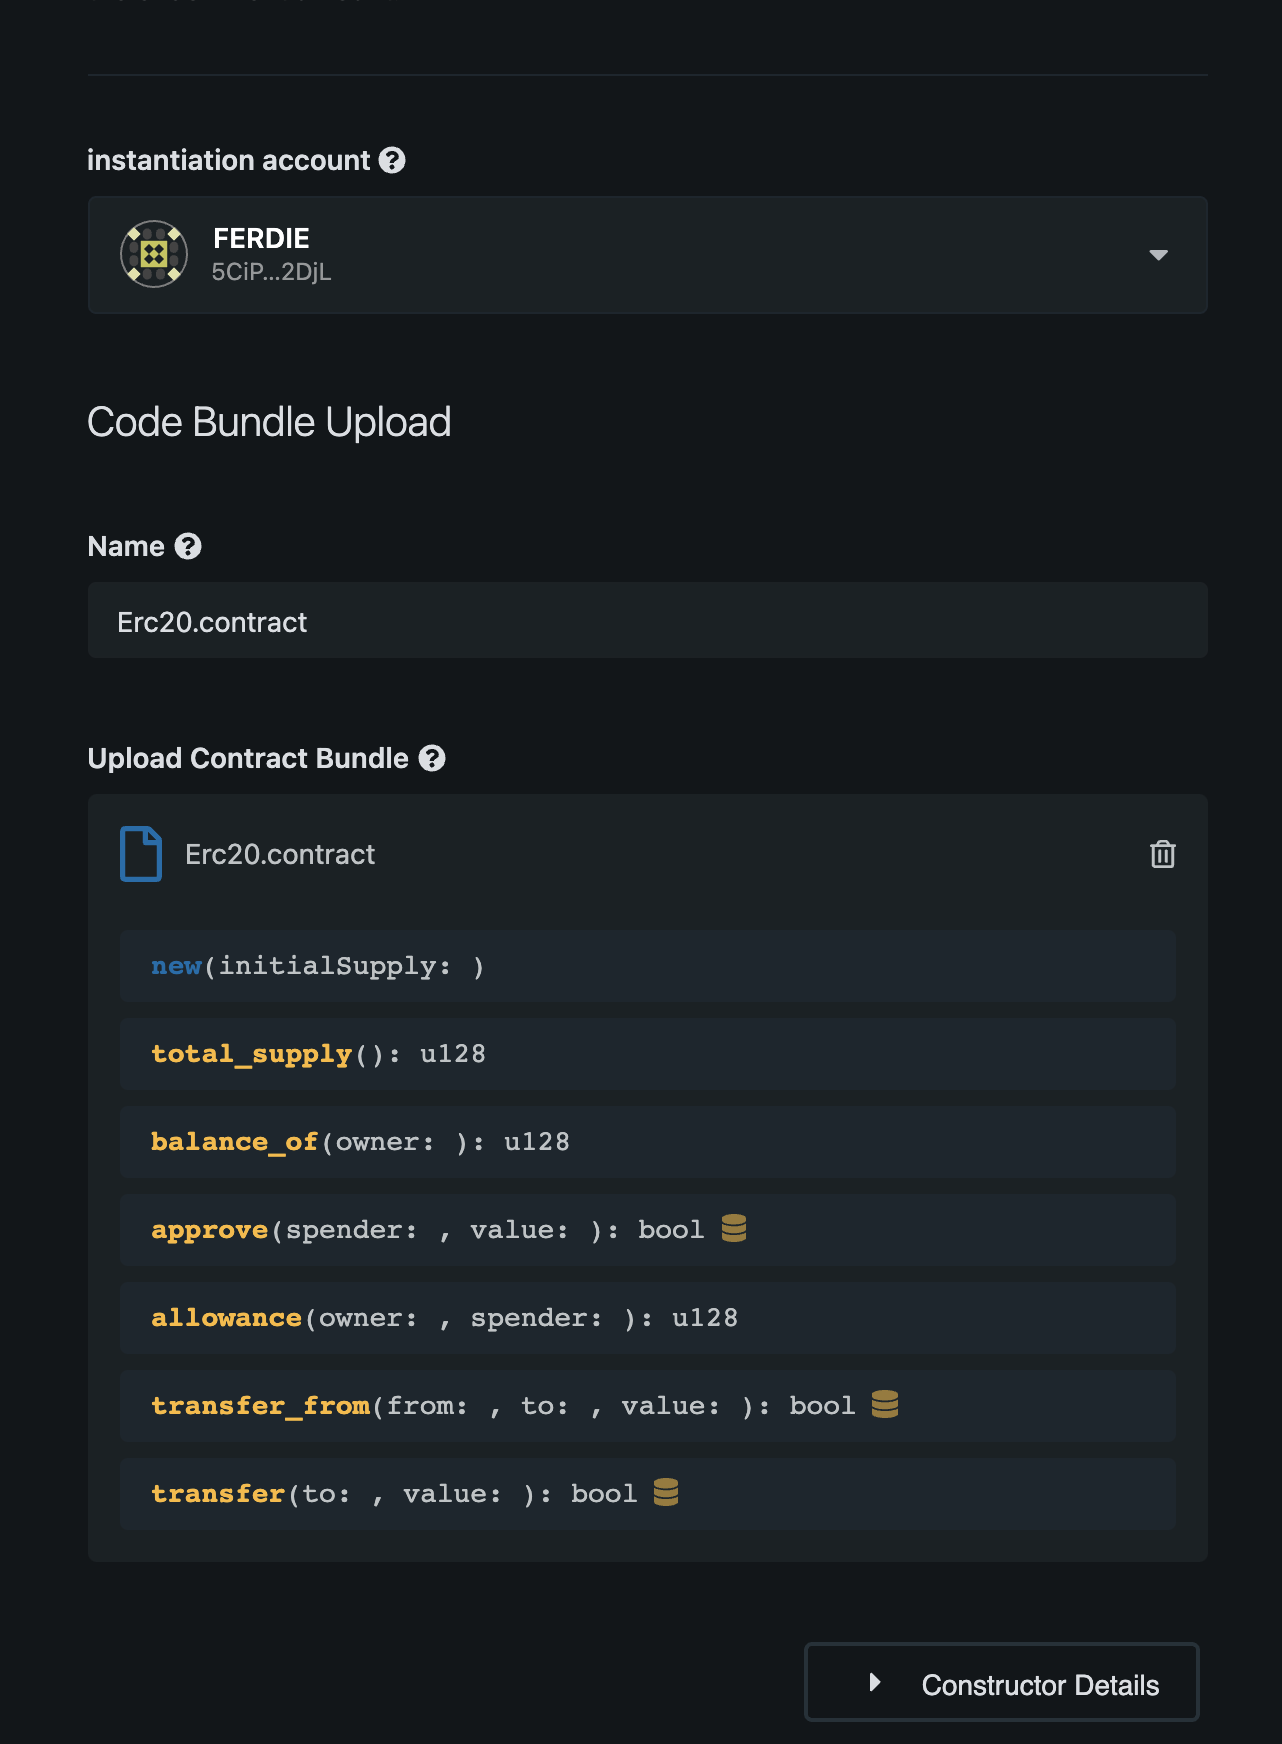 instantiation account
FERDIE
5CiP...2DjL
Code Bundle Upload
Name
Erc20.contract
Upload Contract Bundle
Erc20.contract
new(initialSupply: )
total_supply(): u128
balance_of(owner: ): u128
approve(spender: , value: ): bool
allowance(owner: , spender: ): u128
transfer_from(from: , to: , value: ): bool
transfer(to: , value: ): bool
Constructor Details